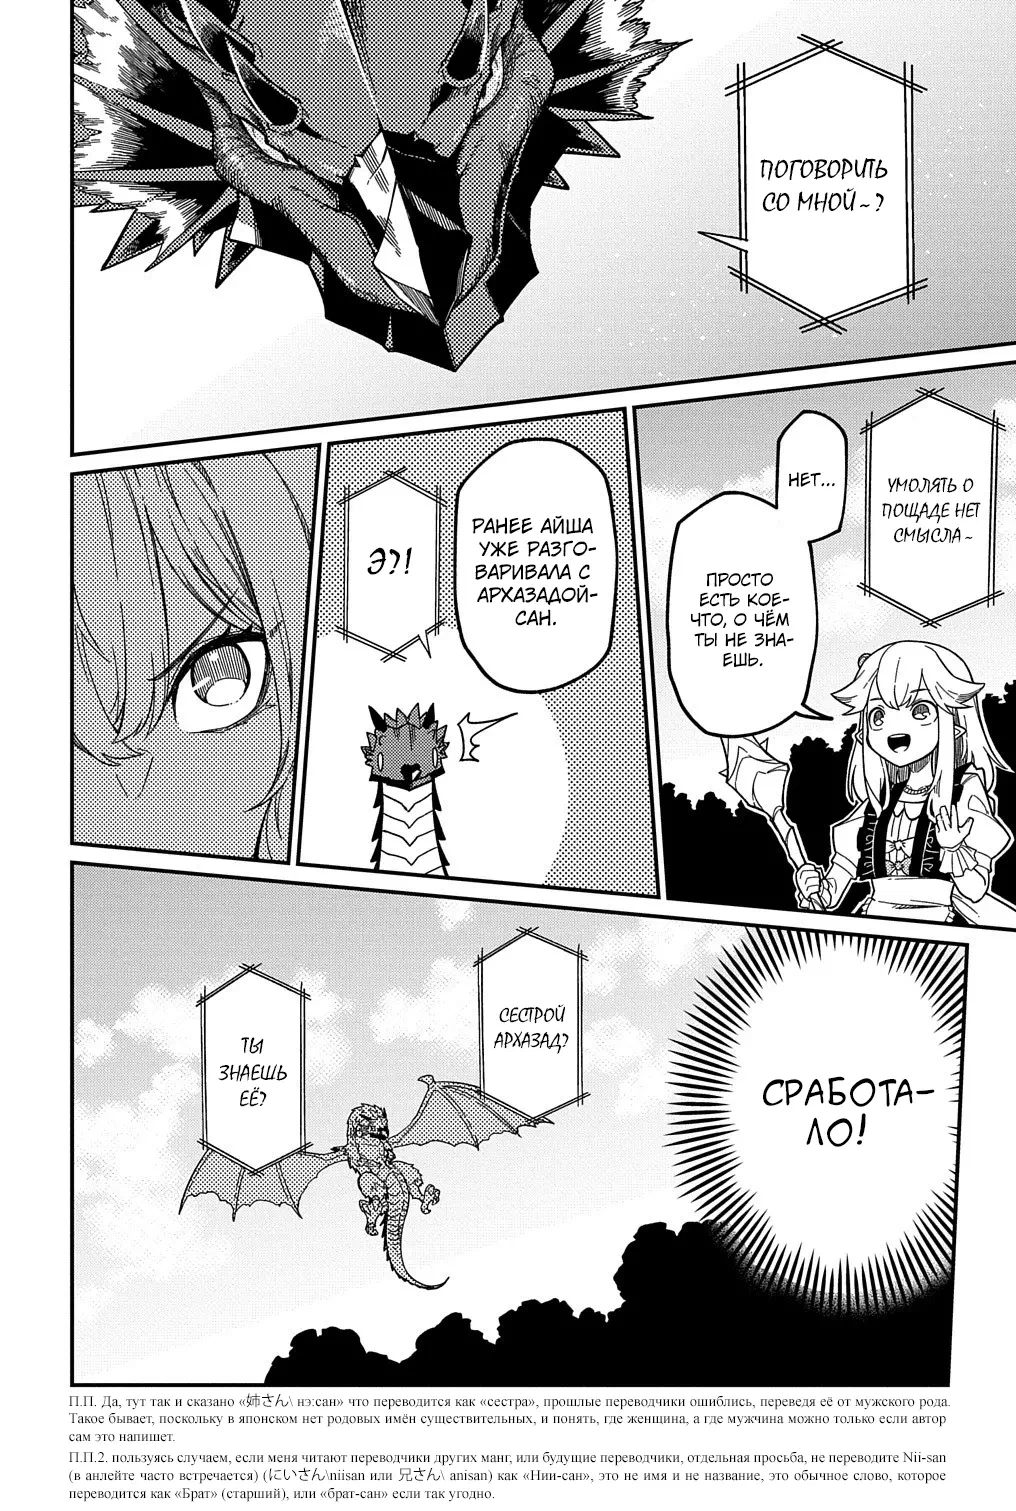 ПОГОВОРИТЬ
СО МНОЙ~?
УМОЛЯТЬ О
ПОЩАДЕ НЕТ
СМЫСЛА~
НЕТ...
ПРОСТО
ЕСТЬ КОЕ-
ЧТО, О ЧЁМ
ТЫ НЕ ЗНА-
ЕШЬ.
РАНЕЕ АЙША
УЖЕ РАЗГО-
ВАРИВАЛА С
АРХАЗАДОЙ-
САН.
Э?!
СРАБОТА-
ЛО!
СЕСТРОЙ
АРХАЗАД?
ТЫ
ЗНАЕШЬ
ЕЁ?
П.П. Да, тут так и сказано «姉さん\ нэ:сан» что переводится как «сестра», прошлые переводчики ошиблись, переведя её от мужского рода.
Такое бывает, поскольку в японском нет родовых имён существительных, и понять, где женщина, а где мужчина можно только если автор
сам это напишет.
П.П.2. пользуясь случаем, если меня читают переводчики других манг, или будущие переводчики, отдельная просьба, не переводите Nii-san
(в анлейте часто встречается) (にいさん\niisan или 兄さん\ anisan) как «Нии-сан», это не имя и не название, это обычное слово, которое
переводится как «Брат» (старший), или «брат-сан» если так угодно.